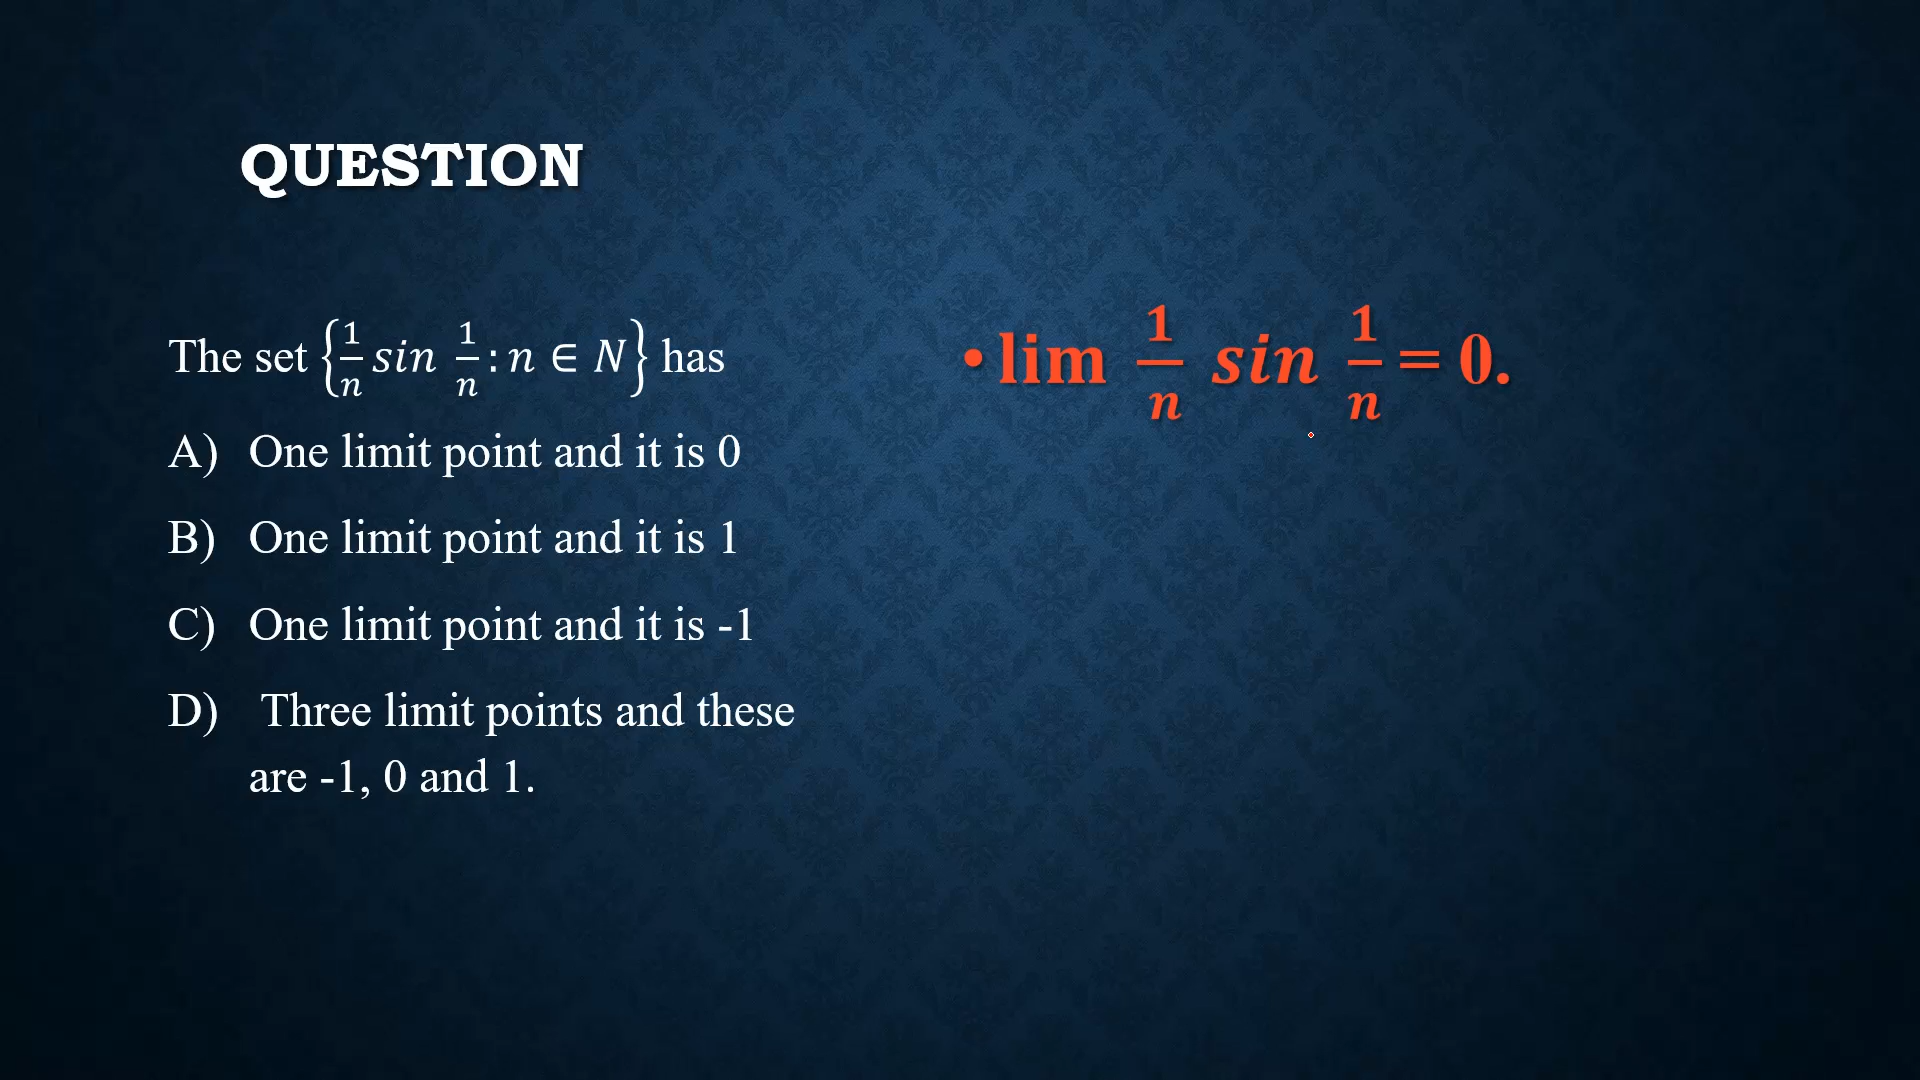 QUESTION
The set {1/n sin 1/n : n ∈ N} has
A) One limit point and it is 0
B) One limit point and it is 1
C) One limit point and it is -1
D) Three limit points and these
are -1, 0 and 1.
• lim 1/n sin 1/n = 0.